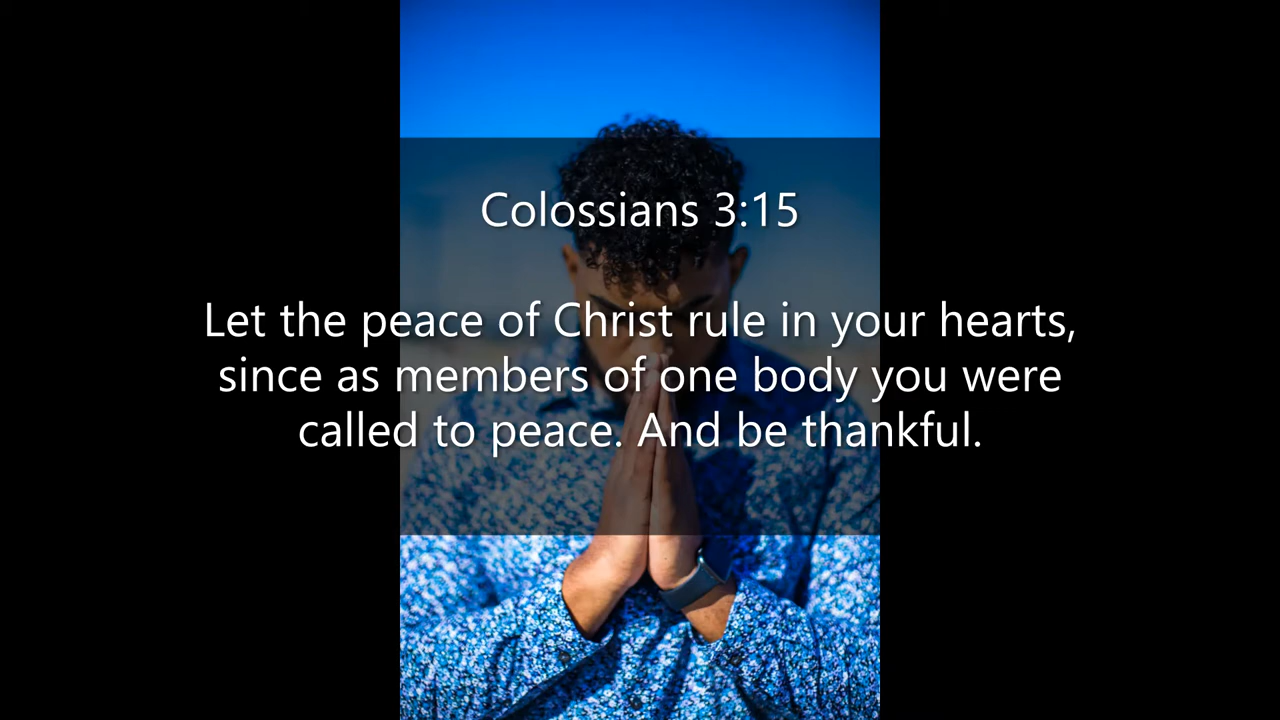 Colossians 3:15
Let the peace of Christ rule in your hearts,
since as members of one body you were
called to peace. And be thankful.